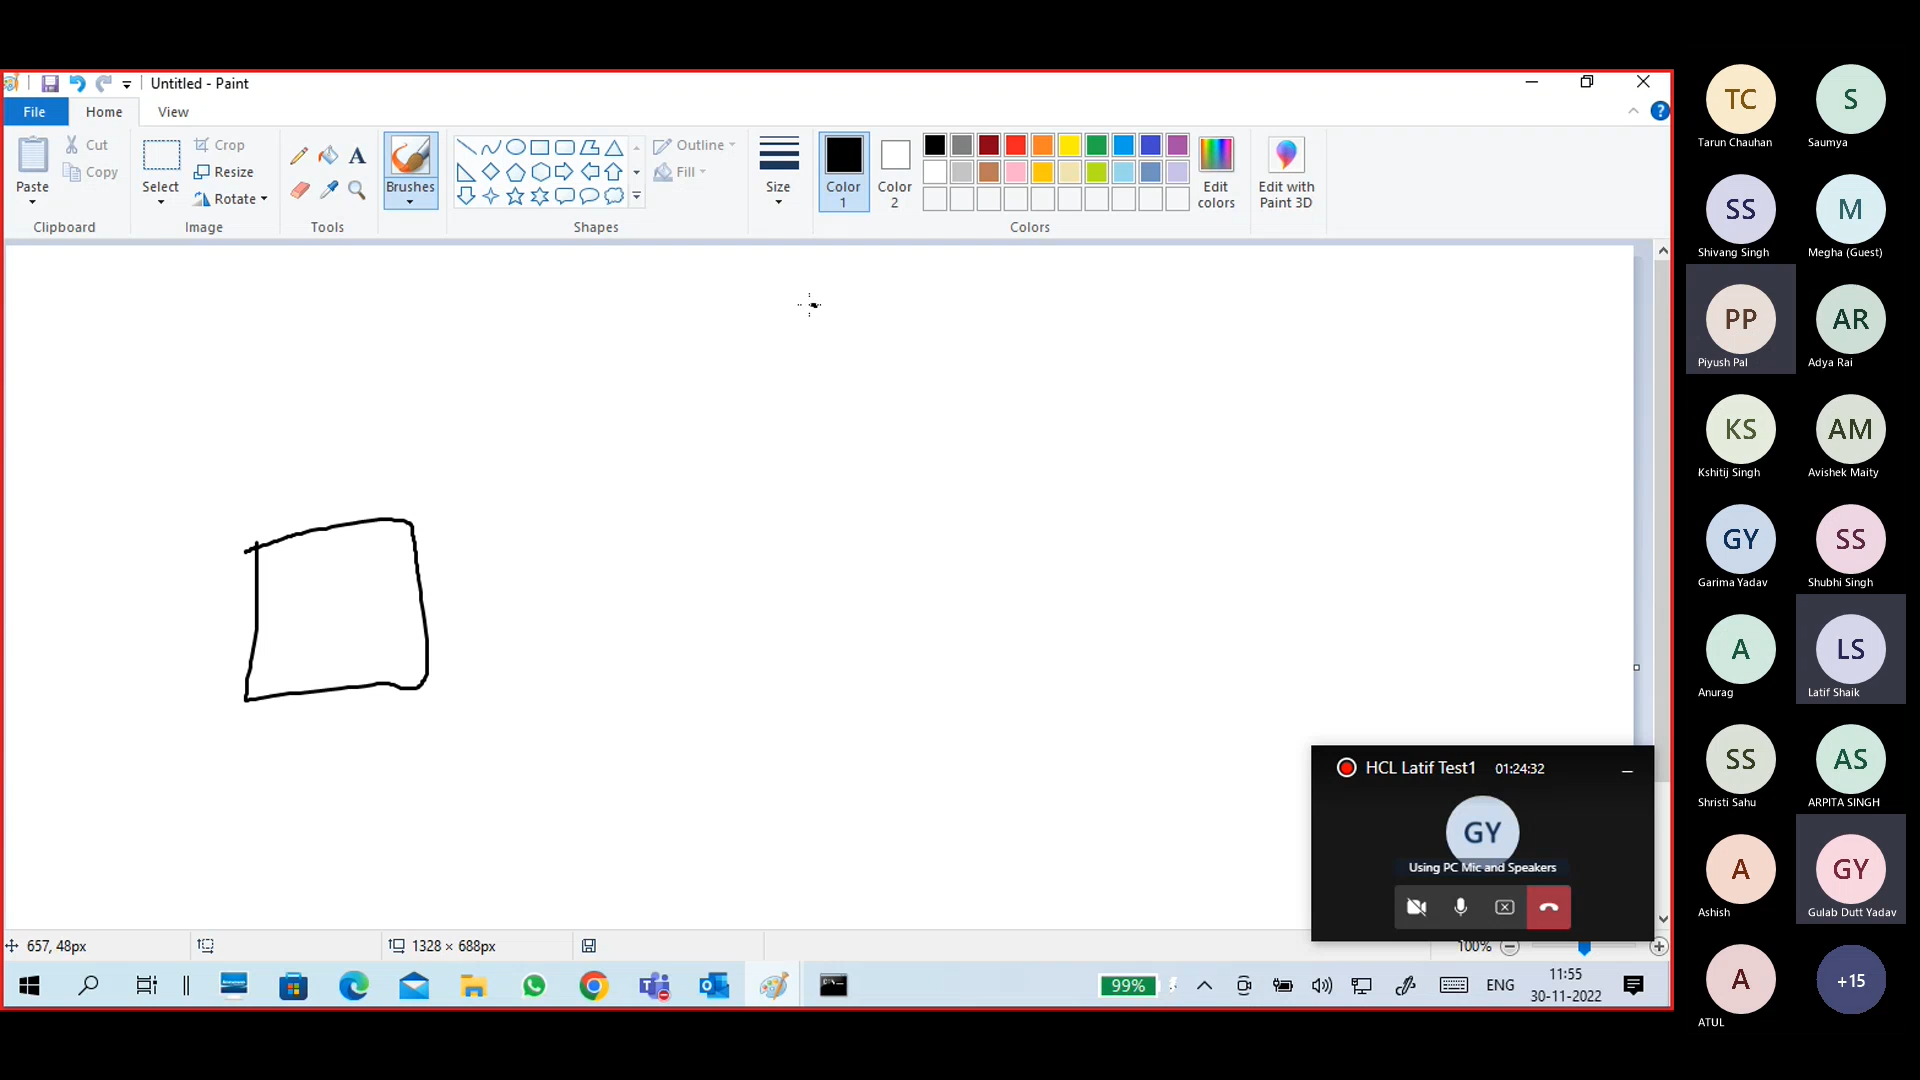 Untitled - Paint
File
Home
View
Paste
Cut
Copy
Clipboard
Select
Crop
Resize
Rotate
Image
A
Tools
Brushes
Shapes
Outline
Fill
Size
Color
1
Color
2
Edit
colors
Colors
Edit with
Paint 3D
?
HCL Latif Test1
01:24:32
GY
Using PC Mic and Speakers
657, 48px
1328 × 688px
100%
99%
ENG
11:55
30-11-2022
TC
Tarun Chauhan
S
Saumya
SS
Shivang Singh
M
Megha (Guest)
PP
Piyush Pal
AR
Adya Rai
KS
Kshitij Singh
AM
Avishek Maity
GY
Garima Yadav
SS
Shubhi Singh
A
Anurag
LS
Latif Shaik
SS
Shristi Sahu
AS
ARPITA SINGH
A
Ashish
GY
Gulab Dutt Yadav
A
ATUL
+15